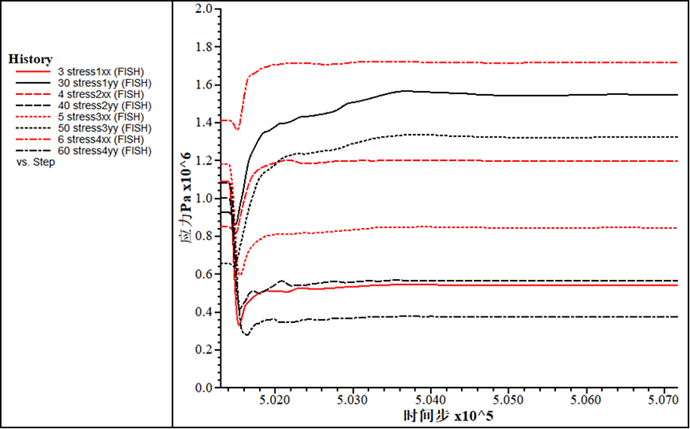 History
3 stress1xx (FISH)
30 stress1yy (FISH)
4 stress2xx (FISH)
40 stress2yy (FISH)
5 stress3xx (FISH)
50 stress3yy (FISH)
6 stress4xx (FISH)
60 stress4yy (FISH)
vs. Step
应力Pa x10^6
2.0
1.8
1.6
1.4
1.2
1.0
0.8
0.6
0.4
0.2
0.0
5.020 5.030 5.040 5.050 5.060 5.070
时间步 x10^5